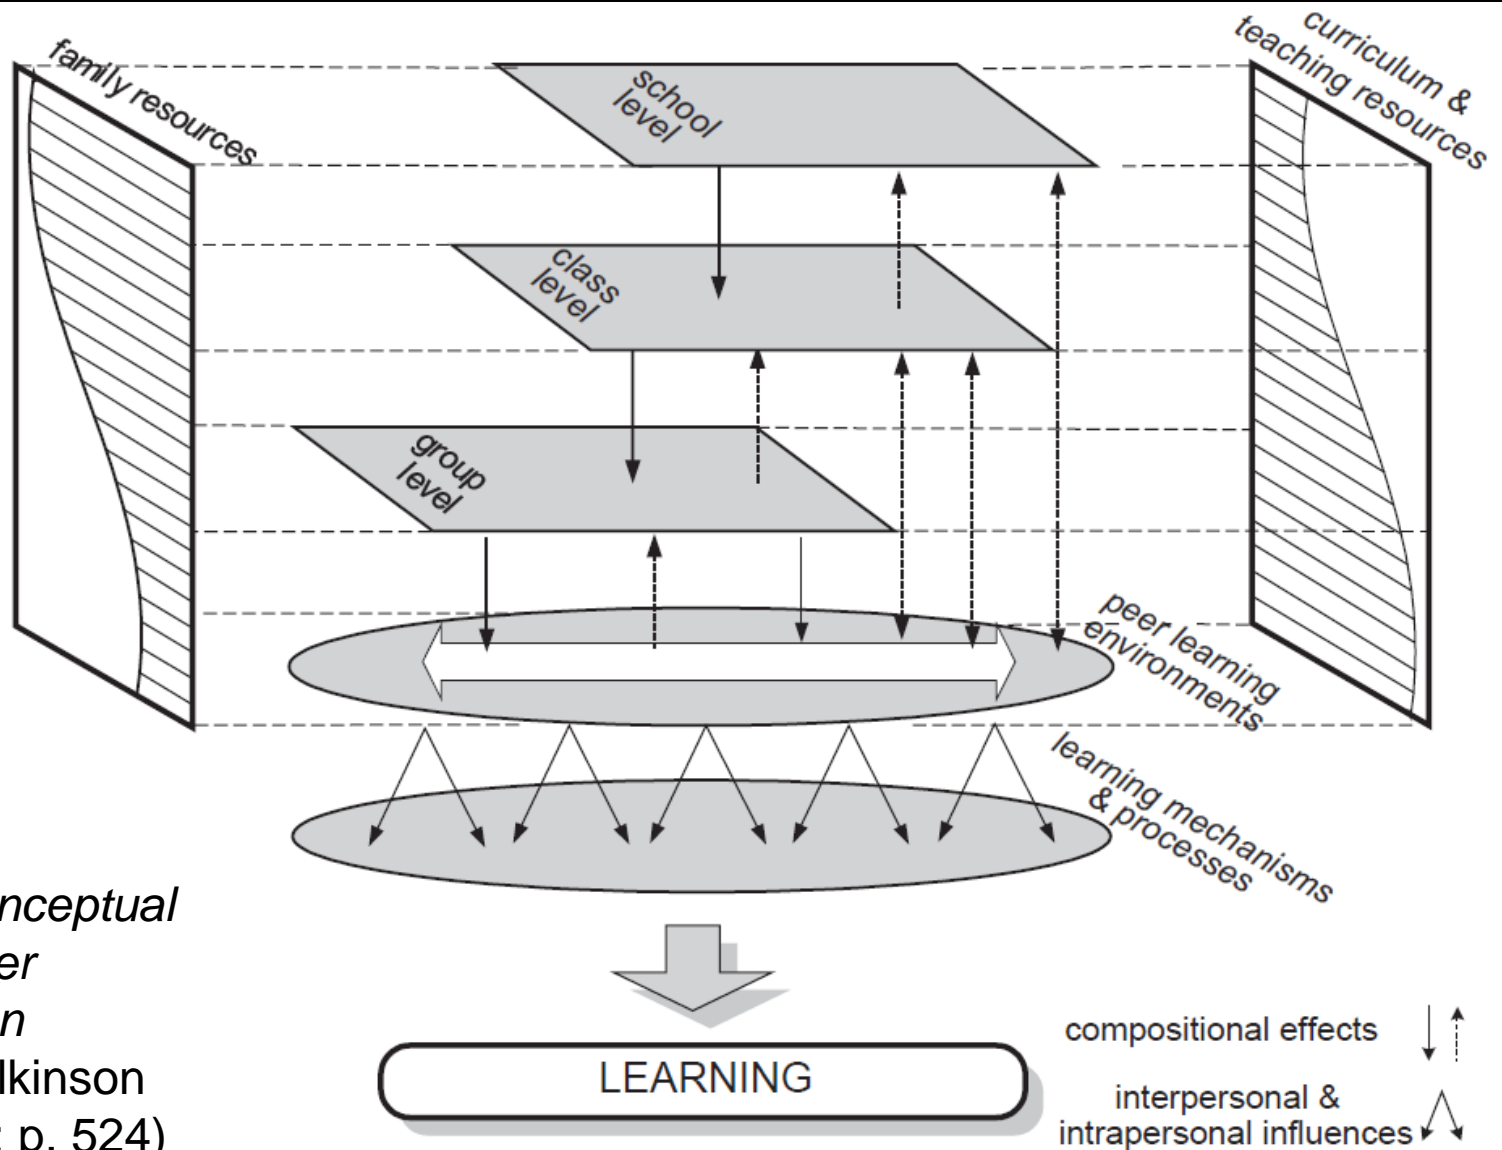 family resources
curriculum &
teaching resources
school
level
class
level
group
level
peer learning
environments
learning mechanisms
& processes
nceptual
er
n
lkinson
: p. 524)
LEARNING
compositional effects
interpersonal &
intrapersonal influences